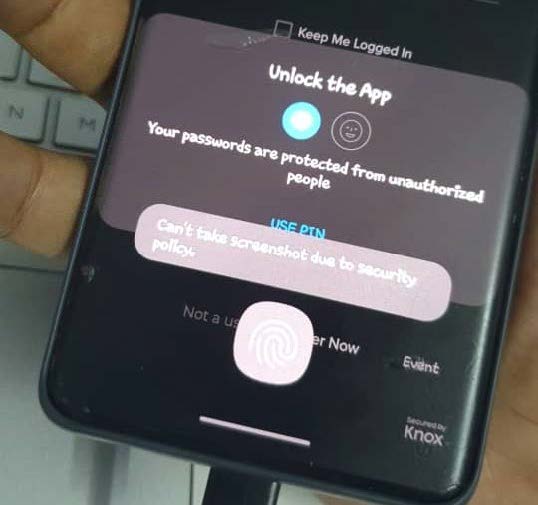 N
M
Keep Me Logged In
Unlock the App
Your passwords are protected from unauthorized
people
USE PIN
Can't take screenshot due to security
policy.
Not a us er Now
Event
Secured by
Knox